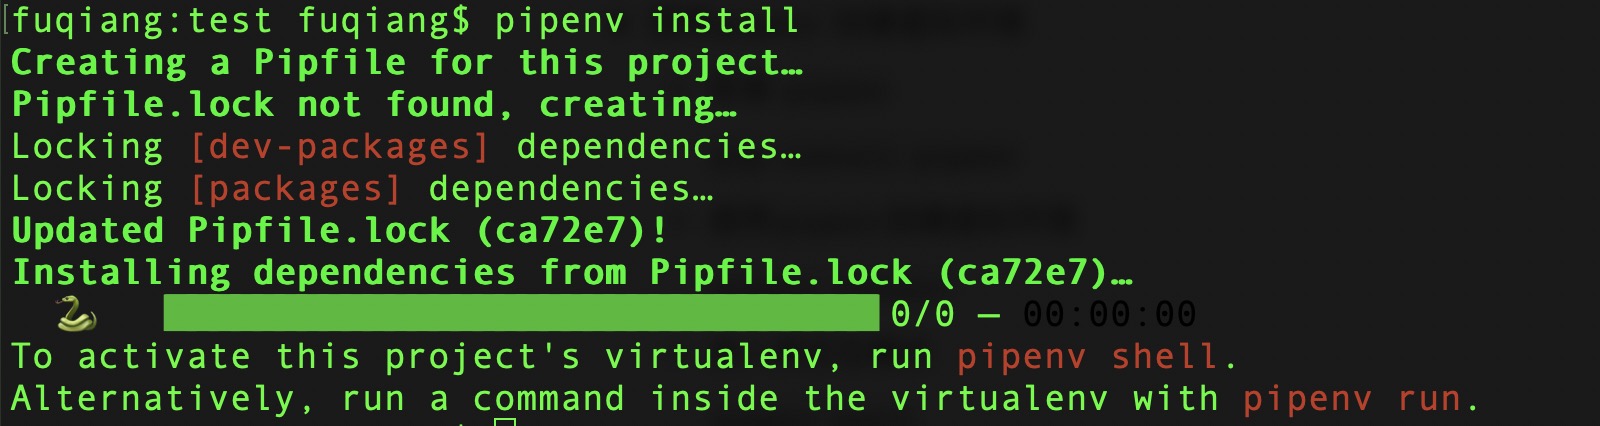 [fuqiang:test fuqiang$ pipenv install
Creating a Pipfile for this project…
Pipfile.lock not found, creating…
Locking [dev-packages] dependencies…
Locking [packages] dependencies…
Updated Pipfile.lock (ca72e7)!
Installing dependencies from Pipfile.lock (ca72e7)…
0/0 — 00:00:00
To activate this project's virtualenv, run pipenv shell.
Alternatively, run a command inside the virtualenv with pipenv run.